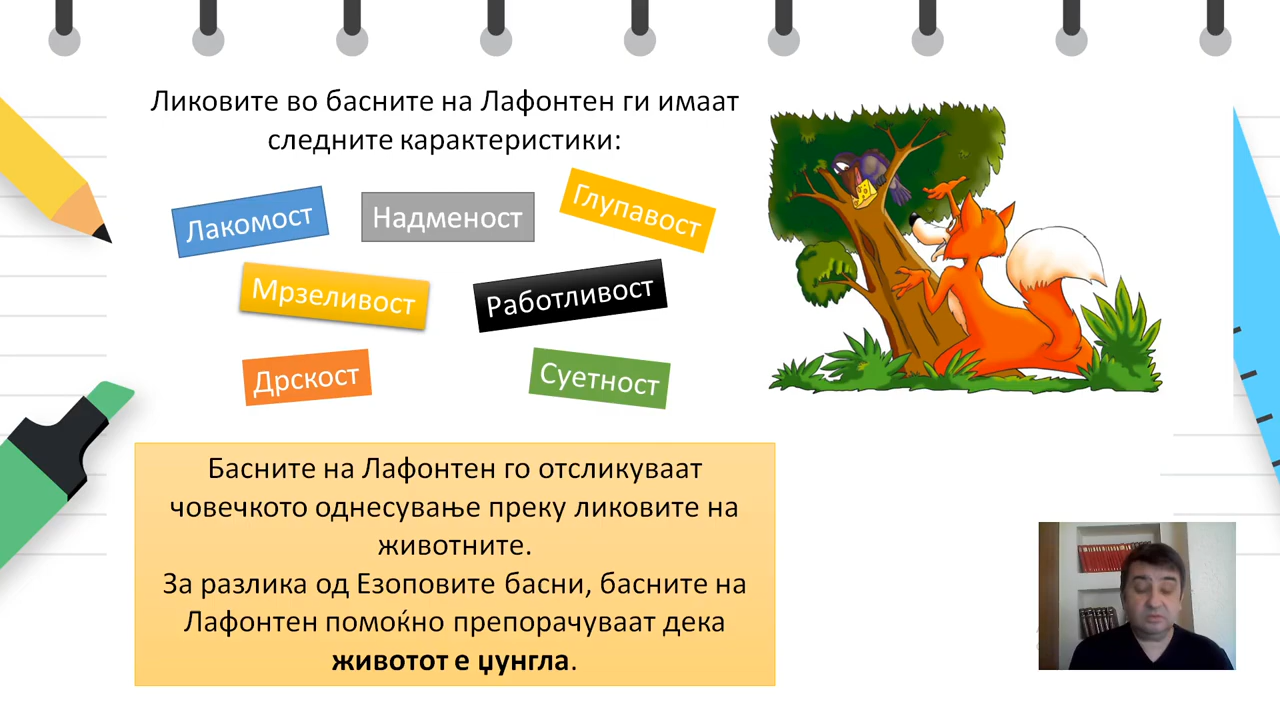 Ликовите во басните на Лафонтен ги имаат
следните карактеристики:
Лакомост
Надменост
Глупавост
Мрзеливост
Работливост
Дрскост
Суетност
Басните на Лафонтен го отсликуваат
човечкото однесување преку ликовите на
животните.
За разлика од Езоповите басни, басните на
Лафонтен помоќно препорачуваат дека
животот е џунгла.